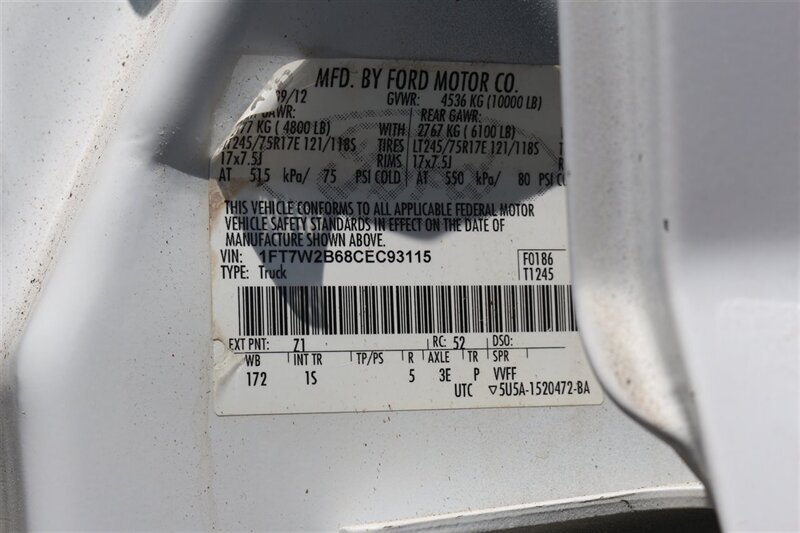 MFD. BY FORD MOTOR CO.
09/12 GVWR: 4536 KG (10000 LB)
GAWR: REAR GAWR:
KG ( 4800 LB) WITH 2767 KG ( 6100 LB)
LT245/75R17E 121/118S TIRES LT245/75R17E 121/118S
17x7.5J RIMS 17x7.5J
AT 515 kPa/ 75 PSI COLD AT 550 kPa/ 80 PSI
THIS VEHICLE CONFORMS TO ALL APPLICABLE FEDERAL MOTOR
VEHICLE SAFETY STANDARDS IN EFFECT ON THE DATE OF
MANUFACTURE SHOWN ABOVE.
VIN: 1FT7W2B68CEC93115 F0186
TYPE: Truck T1245
EXT PNT: Z1 RC: 52 DSO:
WB INT TR TP/PS R AXLE TR SPR
172 1S 5 3E P VVFF
UTC ▽5U5A-1520472-BA